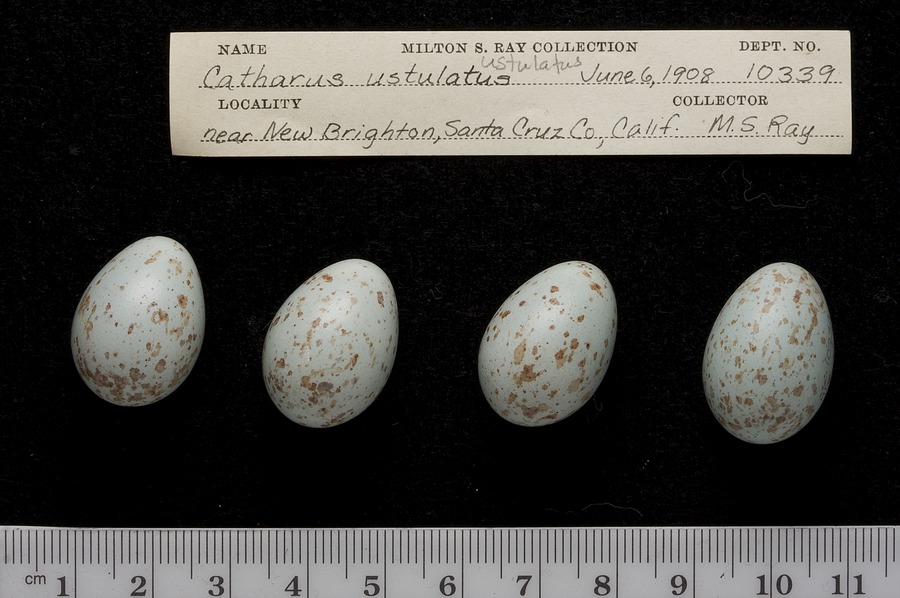 NAME MILTON S. RAY COLLECTION DEPT. NO.
ustulatus
Catharus ustulatus June 6, 1908 10339
LOCALITY COLLECTOR
near New Brighton, Santa Cruz Co, Calif. M.S. Ray
cm 1 2 3 4 5 6 7 8 9 10 11